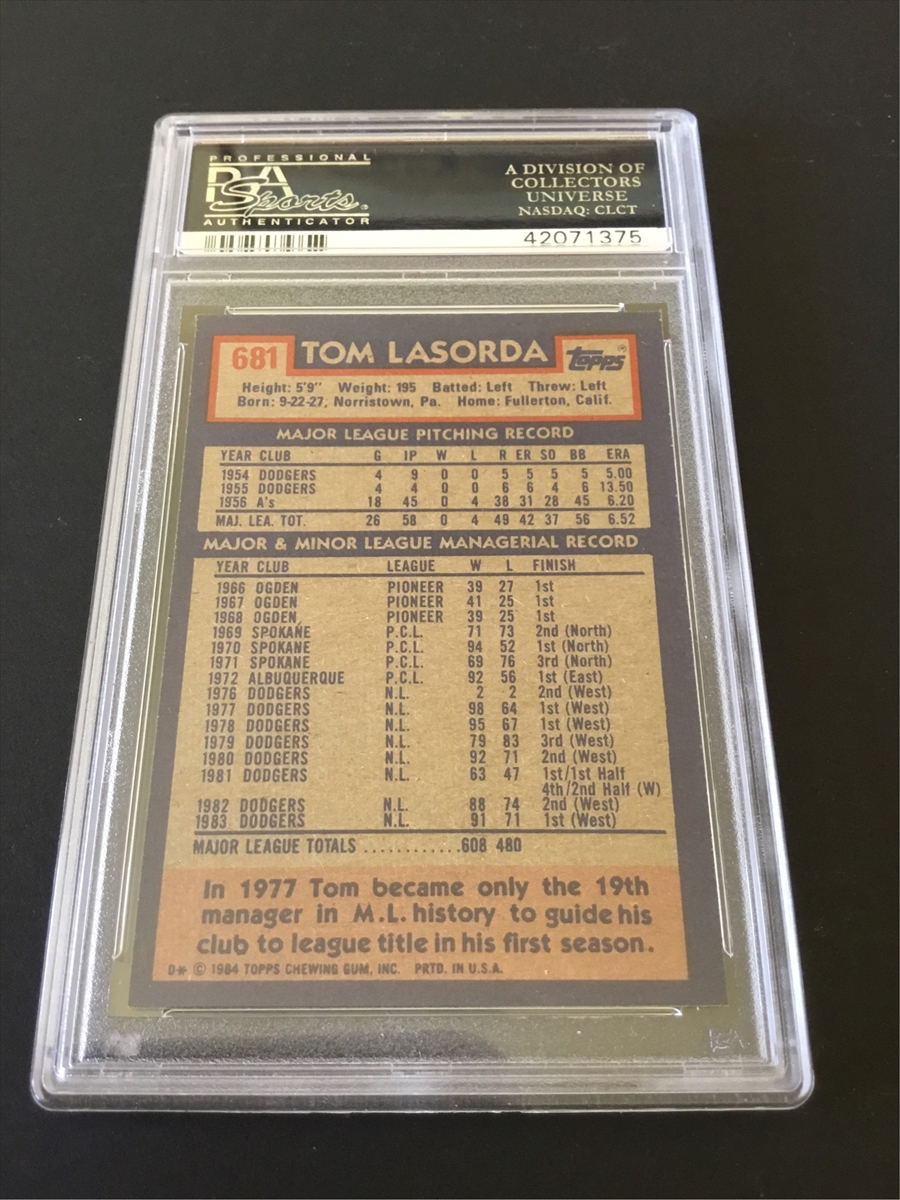 PROFESSIONAL
PSA
Sports®
AUTHENTICATOR
A DIVISION OF
COLLECTORS
UNIVERSE
NASDAQ: CLCT
42071375
681 TOM LASORDA topps®
Height: 5'9" Weight: 195 Batted: Left Threw: Left
Born: 9-22-27, Norristown, Pa. Home: Fullerton, Calif.
MAJOR LEAGUE PITCHING RECORD
YEAR CLUB G IP W L R ER SO BB ERA
1954 DODGERS 4 9 0 0 5 5 5 5 5.00
1955 DODGERS 4 4 0 0 6 6 4 6 13.50
1956 A's 18 45 0 4 38 31 28 45 6.20
MAJ. LEA. TOT. 26 58 0 4 49 42 37 56 6.52
MAJOR & MINOR LEAGUE MANAGERIAL RECORD
YEAR CLUB LEAGUE W L FINISH
1966 OGDEN PIONEER 39 27 1st
1967 OGDEN PIONEER 41 25 1st
1968 OGDEN PIONEER 39 25 1st
1969 SPOKANE P.C.L. 71 73 2nd (North)
1970 SPOKANE P.C.L. 94 52 1st (North)
1971 SPOKANE P.C.L. 69 76 3rd (North)
1972 ALBUQUERQUE P.C.L. 92 56 1st (East)
1976 DODGERS N.L. 2 2 2nd (West)
1977 DODGERS N.L. 98 64 1st (West)
1978 DODGERS N.L. 95 67 1st (West)
1979 DODGERS N.L. 79 83 3rd (West)
1980 DODGERS N.L. 92 71 2nd (West)
1981 DODGERS N.L. 63 47 1st/1st Half
4th/2nd Half (W)
1982 DODGERS N.L. 88 74 2nd (West)
1983 DODGERS N.L. 91 71 1st (West)
MAJOR LEAGUE TOTALS ............608 480
In 1977 Tom became only the 19th
manager in M.L. history to guide his
club to league title in his first season.
D* © 1984 TOPPS CHEWING GUM, INC. PRTD. IN U.S.A.
PSA